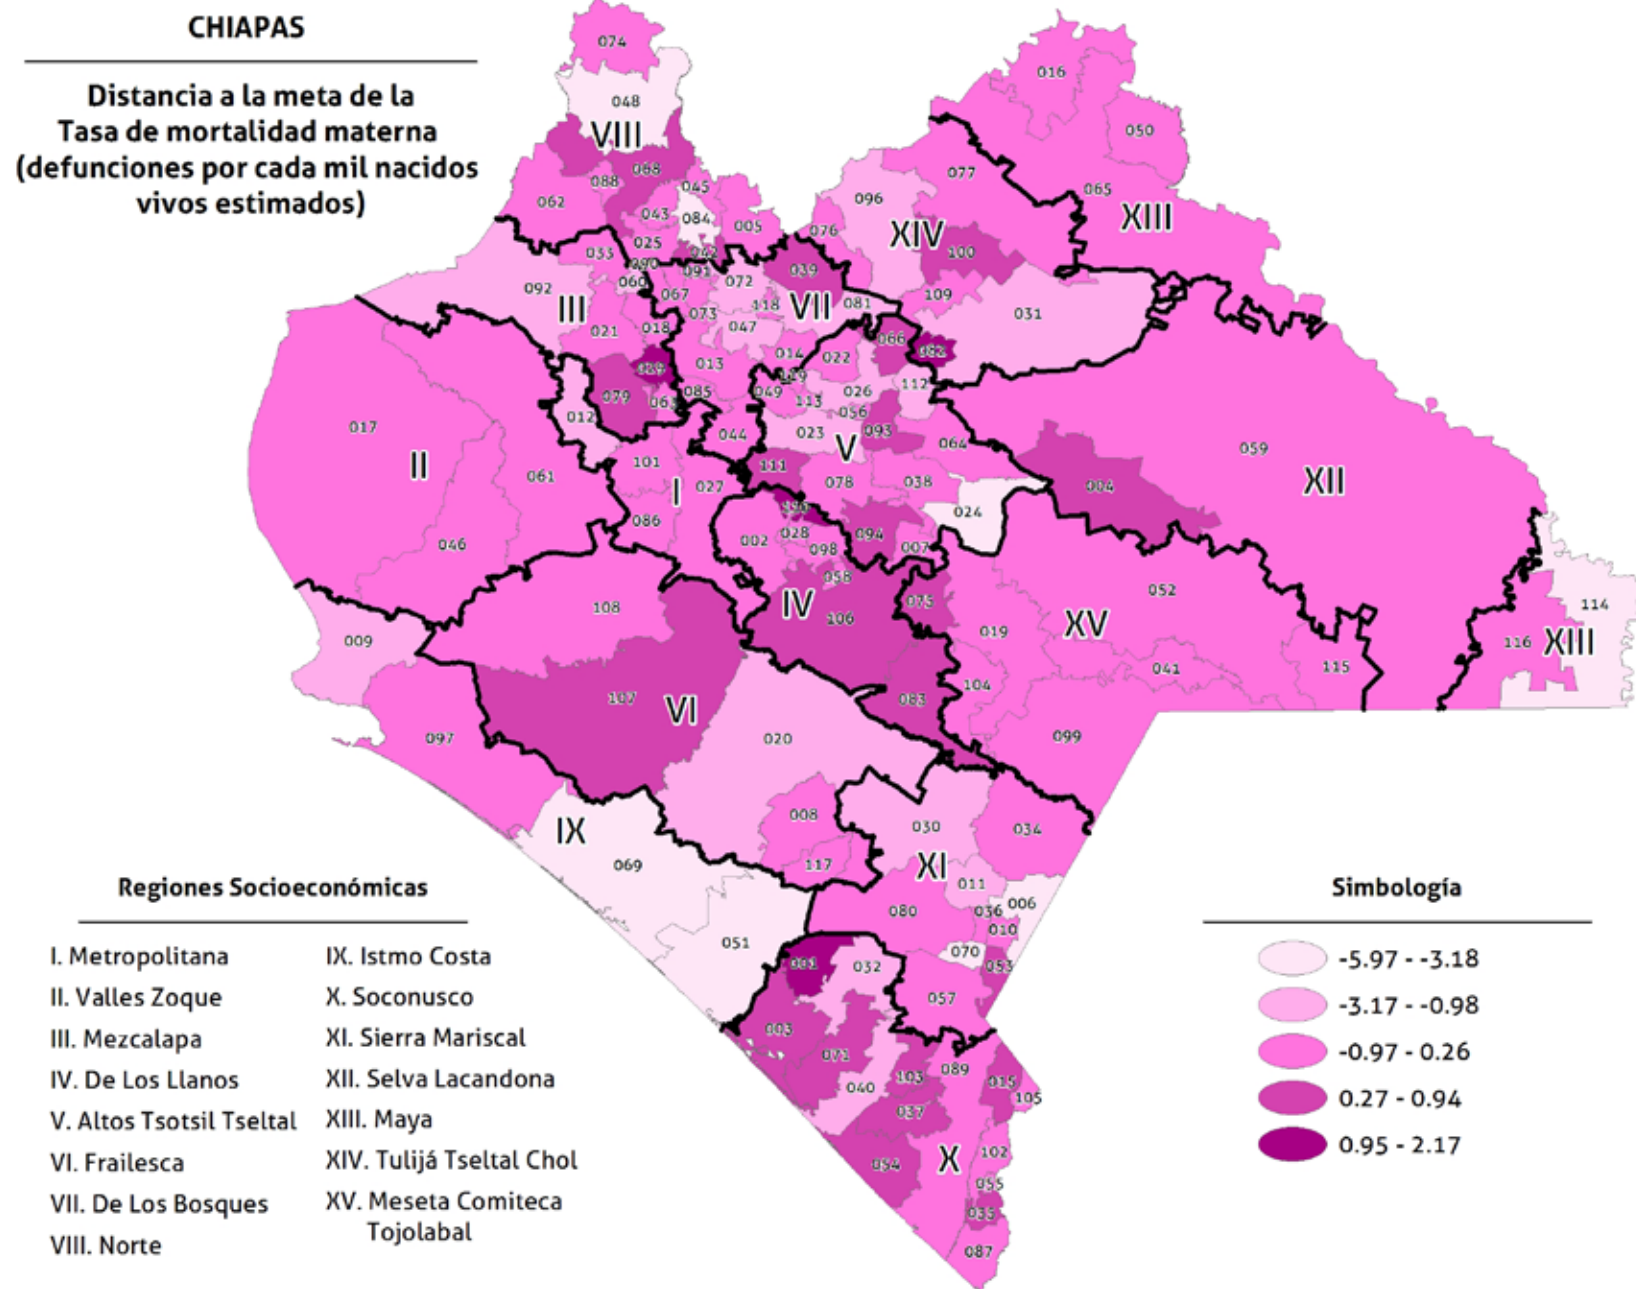 CHIAPAS
Distancia a la meta de la
Tasa de mortalidad materna
(defunciones por cada mil nacidos
vivos estimados)
074
048
VIII
068
088
062
045
043
084
005
025
033
090
091
060
092
III
021
018
067
072
118
073
047
039
VII
081
076
096
077
XIV
100
109
031
016
050
065
XIII
066
082
022
014
013
119
049
113
026
112
056
023
093
V
064
079
063
085
012
044
017
II
061
046
101
I
027
086
111
078
038
024
004
059
XII
002
028
098
094
007
058
IV
106
075
019
052
XV
041
115
104
083
099
114
116
XIII
108
009
107
VI
097
020
008
117
030
034
XI
011
006
036
010
080
070
053
057
IX
069
051
032
003
071
040
103
037
089
015
105
054
X
102
055
087
Regiones Socioeconómicas
I. Metropolitana
II. Valles Zoque
III. Mezcalapa
IV. De Los Llanos
V. Altos Tsotsil Tseltal
VI. Frailesca
VII. De Los Bosques
VIII. Norte
IX. Istmo Costa
X. Soconusco
XI. Sierra Mariscal
XII. Selva Lacandona
XIII. Maya
XIV. Tulijá Tseltal Chol
XV. Meseta Comiteca
Tojolabal
Simbología
-5.97 - -3.18
-3.17 - -0.98
-0.97 - 0.26
0.27 - 0.94
0.95 - 2.17